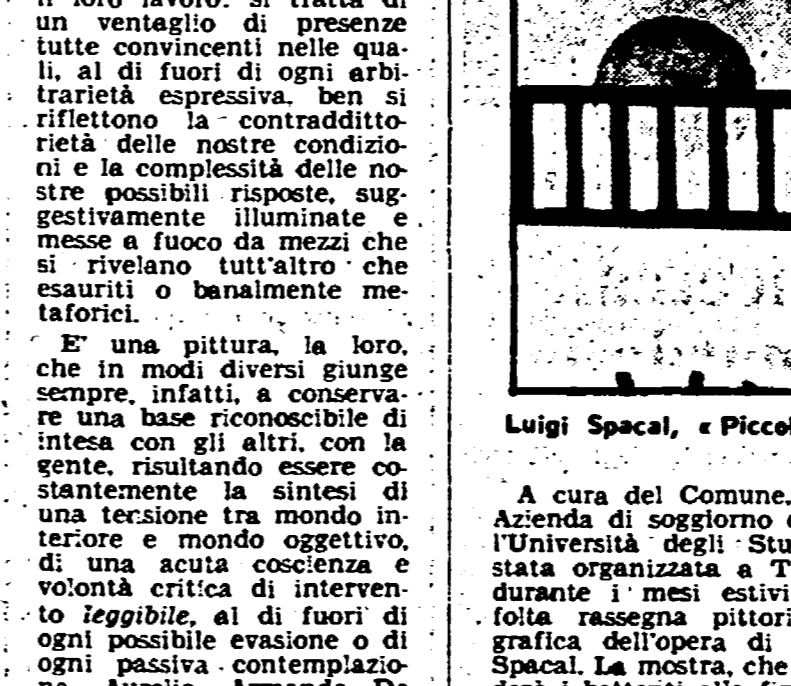 il loro lavoro: si tratta di
un ventaglio di presenze
tutte convincenti nelle qua-
li, al di fuori di ogni arbi-
trarietà espressiva, ben si
riflettono la contradditto-
rietà delle nostre condizio-
ni e la complessità delle no-
stre possibili risposte, sug-
gestivamente illuminate e
messe a fuoco da mezzi che
si rivelano tutt'altro che
esauriti o banalmente me-
taforici.
E' una pittura, la loro,
che in modi diversi giunge
sempre, infatti, a conserva-
re una base riconoscibile di
intesa con gli altri, con la
gente, risultando essere co-
stantemente la sintesi di
una tensione tra mondo in-
teriore e mondo oggettivo,
di una acuta coscienza e
volontà critica di interven-
to leggibile, al di fuori di
ogni possibile evasione o di
ogni passiva contemplazio-
ne. Aurelio, Armando De
Luigi Spacal, « Piccol
A cura del Comune,
Azienda di soggiorno e
l'Università degli Stu
stata organizzata a T
durante i mesi estivi
folta rassegna pittori
grafica dell'opera di
Spacal. La mostra, che